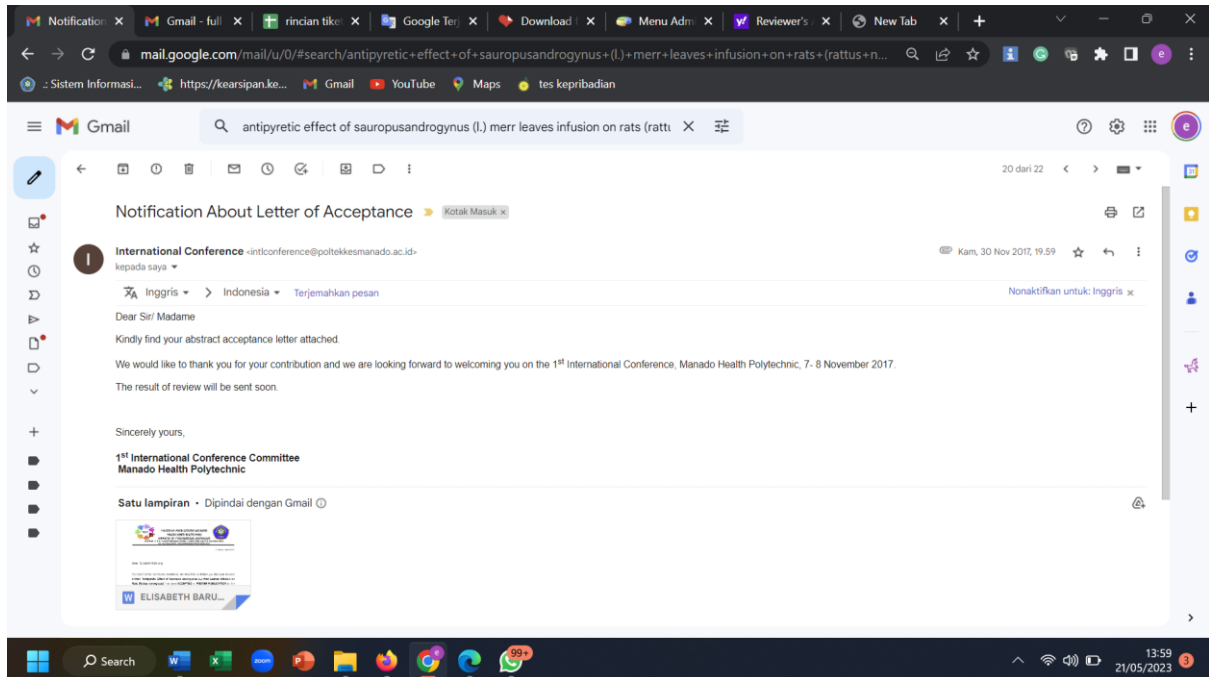 Notification
Gmail - full
rincian tike
Google Ter
Download
Menu Adm
Reviewer's
New Tab
mail.google.com/mail/u/0/#search/antipyretic+effect+of+sauropusandrogynus+(l.)+merr+leaves+infusion+on+rats+(rattus+n...
.: Sistem Informasi...
https://kearsipan.ke...
Gmail
YouTube
Maps
tes kepribadian
Gmail
antipyretic effect of sauropusandrogynus (l.) merr leaves infusion on rats (rattu
20 dari 22
Notification About Letter of Acceptance
Kotak Masuk ×
International Conference <intlconference@poltekkesmanado.ac.id>
Kam, 30 Nov 2017, 19.59
kepada saya
Inggris > Indonesia Terjemahkan pesan
Nonaktifkan untuk: Inggris ×
Dear Sir/ Madame
Kindly find your abstract acceptance letter attached.
We would like to thank you for your contribution and we are looking forward to welcoming you on the 1st International Conference, Manado Health Polytechnic, 7- 8 November 2017.
The result of review will be sent soon.
Sincerely yours,
1st International Conference Committee
Manado Health Polytechnic
Satu lampiran • Dipindai dengan Gmail
W ELISABETH BARU...
Search
zoom
99+
13:59
21/05/2023
3